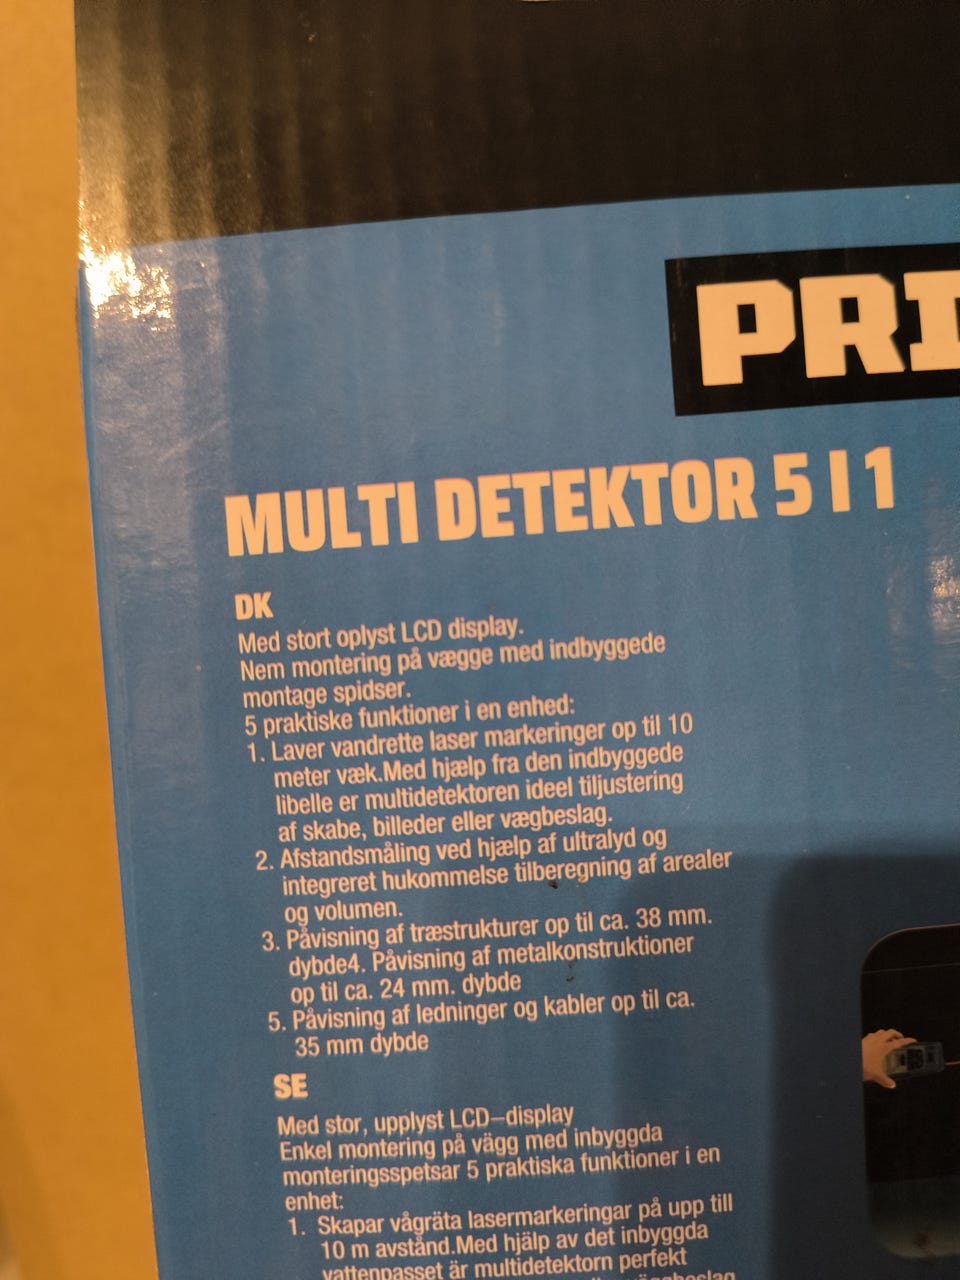 PRI
MULTI DETEKTOR 5 I 1
DK
Med stort oplyst LCD display.
Nem montering på vægge med indbyggede
montage spidser.
5 praktiske funktioner i en enhed:
1. Laver vandrette laser markeringer op til 10
meter væk.Med hjælp fra den indbyggede
libelle er multidetektoren ideel tiljustering
af skabe, billeder eller vægbeslag.
2. Afstandsmåling ved hjælp af ultralyd og
integreret hukommelse tilberegning af arealer
og volumen.
3. Påvisning af træstrukturer op til ca. 38 mm.
dybde4. Påvisning af metalkonstruktioner
op til ca. 24 mm. dybde
5. Påvisning af ledninger og kabler op til ca.
35 mm dybde
SE
Med stor, upplyst LCD–display
Enkel montering på vägg med inbyggda
monteringsspetsar 5 praktiska funktioner i en
enhet:
1. Skapar vågräta lasermarkeringar på upp till
10 m avstånd.Med hjälp av det inbyggda
vattenpasset är multidetektorn perfekt